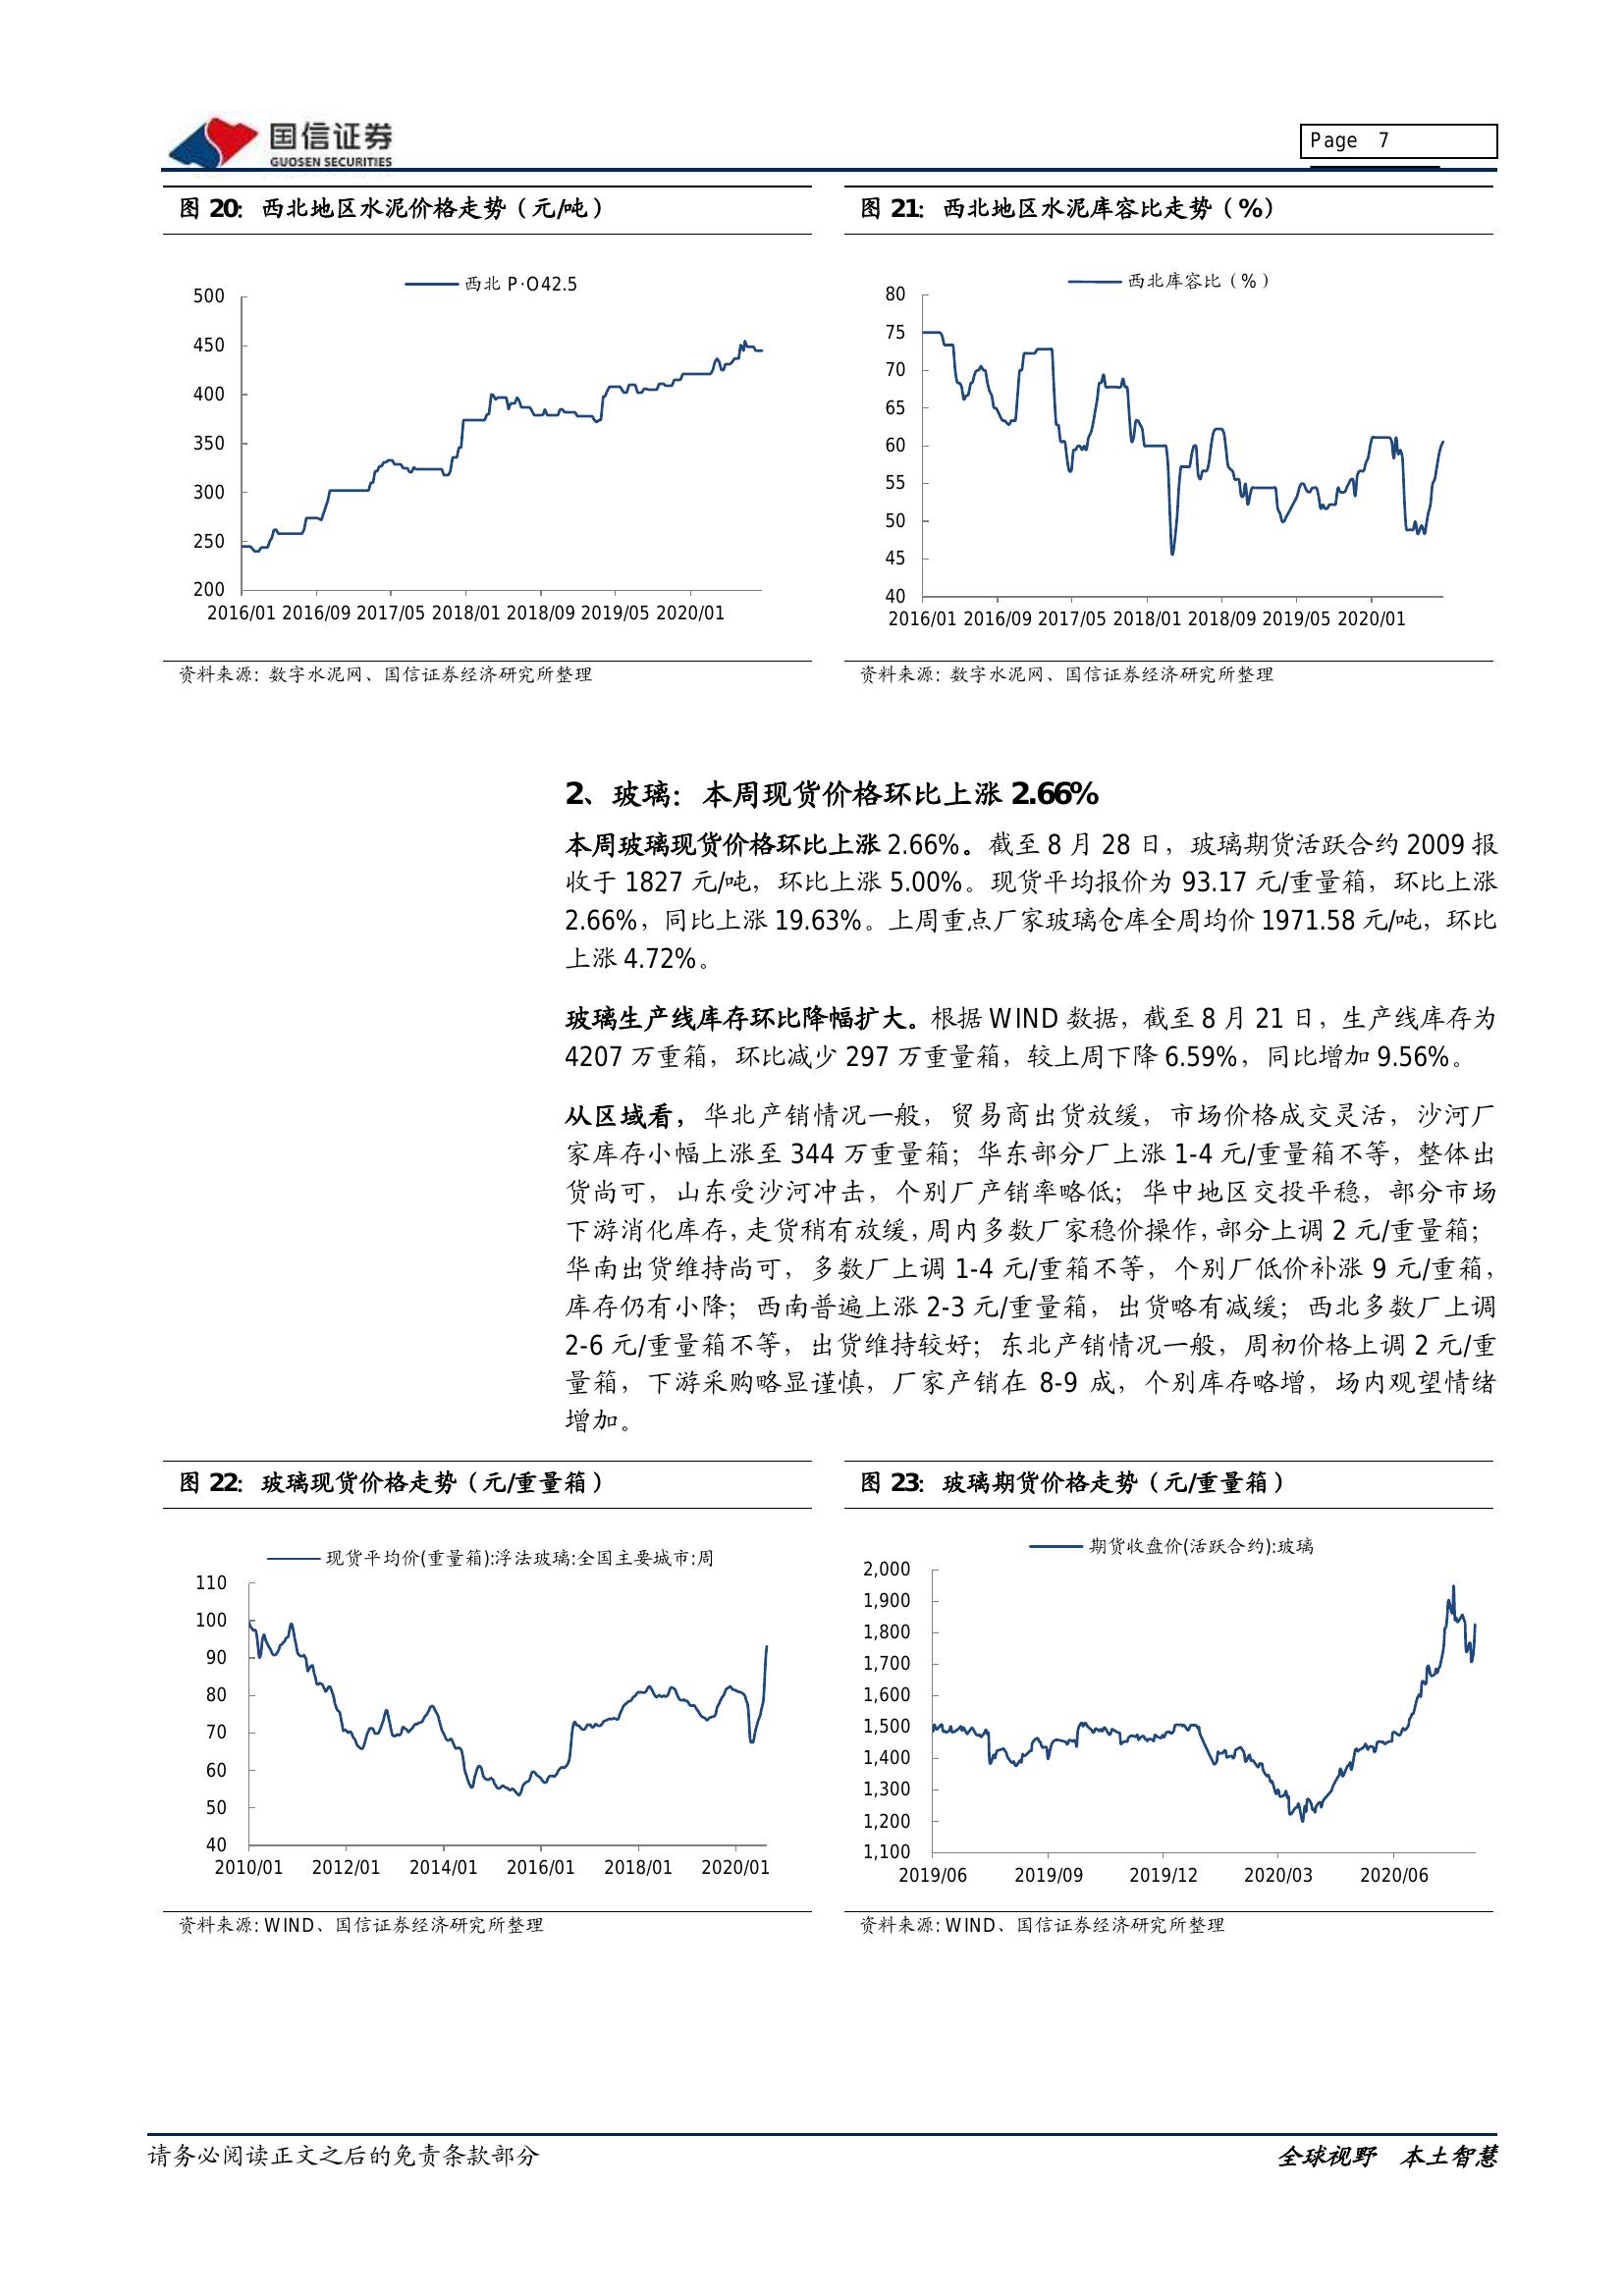 国信证券
GUOSEN SECURITIES
Page 7
图 20：西北地区水泥价格走势（元/吨）
西北 P·O42.5
500
450
400
350
300
250
200
2016/01 2016/09 2017/05 2018/01 2018/09 2019/05 2020/01
资料来源：数字水泥网、国信证券经济研究所整理
图 21：西北地区水泥库容比走势（%）
西北库容比（%）
80
75
70
65
60
55
50
45
40
2016/01 2016/09 2017/05 2018/01 2018/09 2019/05 2020/01
资料来源：数字水泥网、国信证券经济研究所整理
2、玻璃：本周现货价格环比上涨 2.66%
本周玻璃现货价格环比上涨 2.66%。截至 8 月 28 日，玻璃期货活跃合约 2009 报
收于 1827 元/吨，环比上涨 5.00%。现货平均报价为 93.17 元/重量箱，环比上涨
2.66%，同比上涨 19.63%。上周重点厂家玻璃仓库全周均价 1971.58 元/吨，环比
上涨 4.72%。
玻璃生产线库存环比降幅扩大。根据 WIND 数据，截至 8 月 21 日，生产线库存为
4207 万重箱，环比减少 297 万重量箱，较上周下降 6.59%，同比增加 9.56%。
从区域看，华北产销情况一般，贸易商出货放缓，市场价格成交灵活，沙河厂
家库存小幅上涨至 344 万重量箱；华东部分厂上涨 1-4 元/重量箱不等，整体出
货尚可，山东受沙河冲击，个别厂产销率略低；华中地区交投平稳，部分市场
下游消化库存，走货稍有放缓，周内多数厂家稳价操作，部分上调 2 元/重量箱；
华南出货维持尚可，多数厂上调 1-4 元/重箱不等，个别厂低价补涨 9 元/重箱，
库存仍有小降；西南普遍上涨 2-3 元/重量箱，出货略有减缓；西北多数厂上调
2-6 元/重量箱不等，出货维持较好；东北产销情况一般，周初价格上调 2 元/重
量箱，下游采购略显谨慎，厂家产销在 8-9 成，个别库存略增，场内观望情绪
增加。
图 22：玻璃现货价格走势（元/重量箱）
现货平均价(重量箱):浮法玻璃:全国主要城市:周
110
100
90
80
70
60
50
40
2010/01 2012/01 2014/01 2016/01 2018/01 2020/01
资料来源：WIND、国信证券经济研究所整理
图 23：玻璃期货价格走势（元/重量箱）
期货收盘价(活跃合约):玻璃
2,000
1,900
1,800
1,700
1,600
1,500
1,400
1,300
1,200
1,100
2019/06 2019/09 2019/12 2020/03 2020/06
资料来源：WIND、国信证券经济研究所整理
请务必阅读正文之后的免责条款部分
全球视野 本土智慧